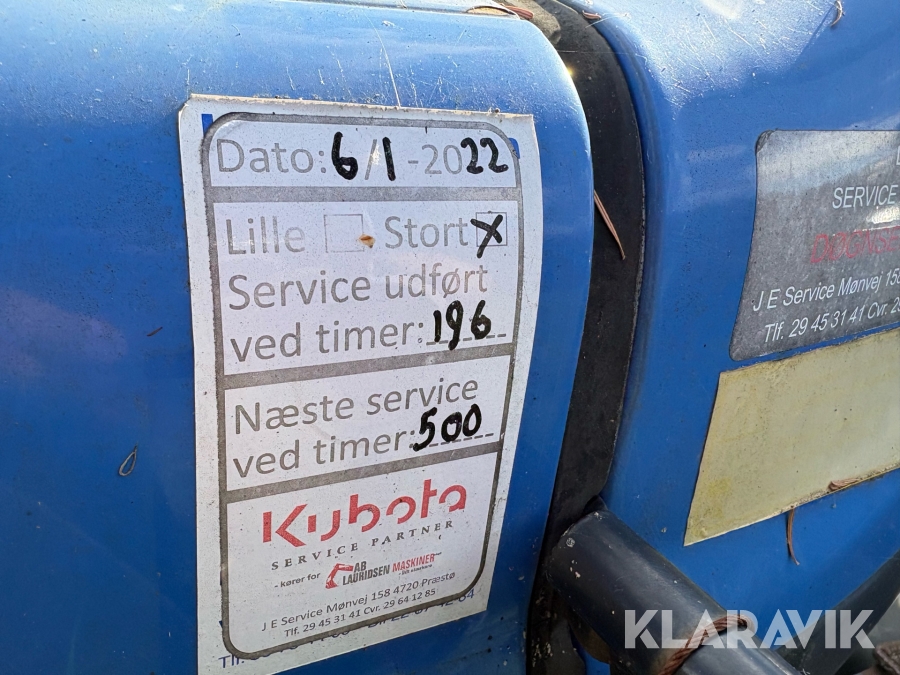 Dato: 6/1-2022
Lille Stort X
Service udført
ved timer: 196
Næste service
ved timer: 500
Kubota
SERVICE PARTNER
- kører for AB LAURIDSEN MASKINER
J E Service Mønvej 158 4720 Præstø
Tlf. 29 45 31 41 Cvr. 29 64 12 85
SERVICE
J E Service Mønvej 158
Tlf. 29 45 31 41 Cvr. 29
KLARAVIK